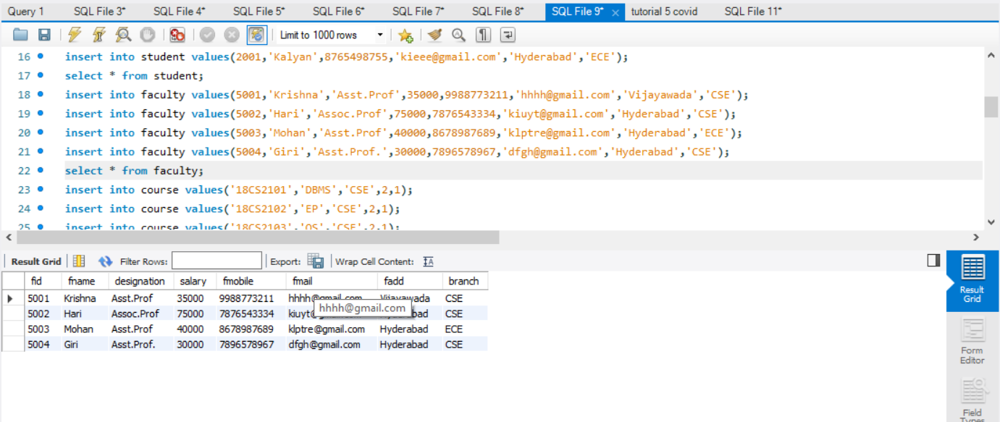 Query 1 SQL File 3* SQL File 4* SQL File 5* SQL File 6* SQL File 7* SQL File 8* SQL File 9* × tutorial 5 covid SQL File 11*
Limit to 1000 rows
16 insert into student values(2001,'Kalyan',8765498755,'kieee@gmail.com','Hyderabad','ECE');
17 select * from student;
18 insert into faculty values(5001,'Krishna','Asst.Prof',35000,9988773211,'hhhh@gmail.com','Vijayawada','CSE');
19 insert into faculty values(5002,'Hari','Assoc.Prof',75000,7876543334,'kiuyt@gmail.com','Hyderabad','CSE');
20 insert into faculty values(5003,'Mohan','Asst.Prof',40000,8678987689,'klptre@gmail.com','Hyderabad','ECE');
21 insert into faculty values(5004,'Giri','Asst.Prof.',30000,7896578967,'dfgh@gmail.com','Hyderabad','CSE');
22 select * from faculty;
23 insert into course values('18CS2101','DBMS','CSE',2,1);
24 insert into course values('18CS2102','EP','CSE',2,1);
25 insert into course values('18CS2103','OS','CSE',2,1);
Result Grid Filter Rows: Export: Wrap Cell Content:
fid fname designation salary fmobile fmail fadd branch
5001 Krishna Asst.Prof 35000 9988773211 hhhh@gmail.com Vijayawada CSE
hhhh@gmail.com
5002 Hari Assoc.Prof 75000 7876543334 kiuyt bad CSE
5003 Mohan Asst.Prof 40000 8678987689 klptre@gmail.com Hyderabad ECE
5004 Giri Asst.Prof. 30000 7896578967 dfgh@gmail.com Hyderabad CSE
Result
Grid
Form
Editor
Field
Types